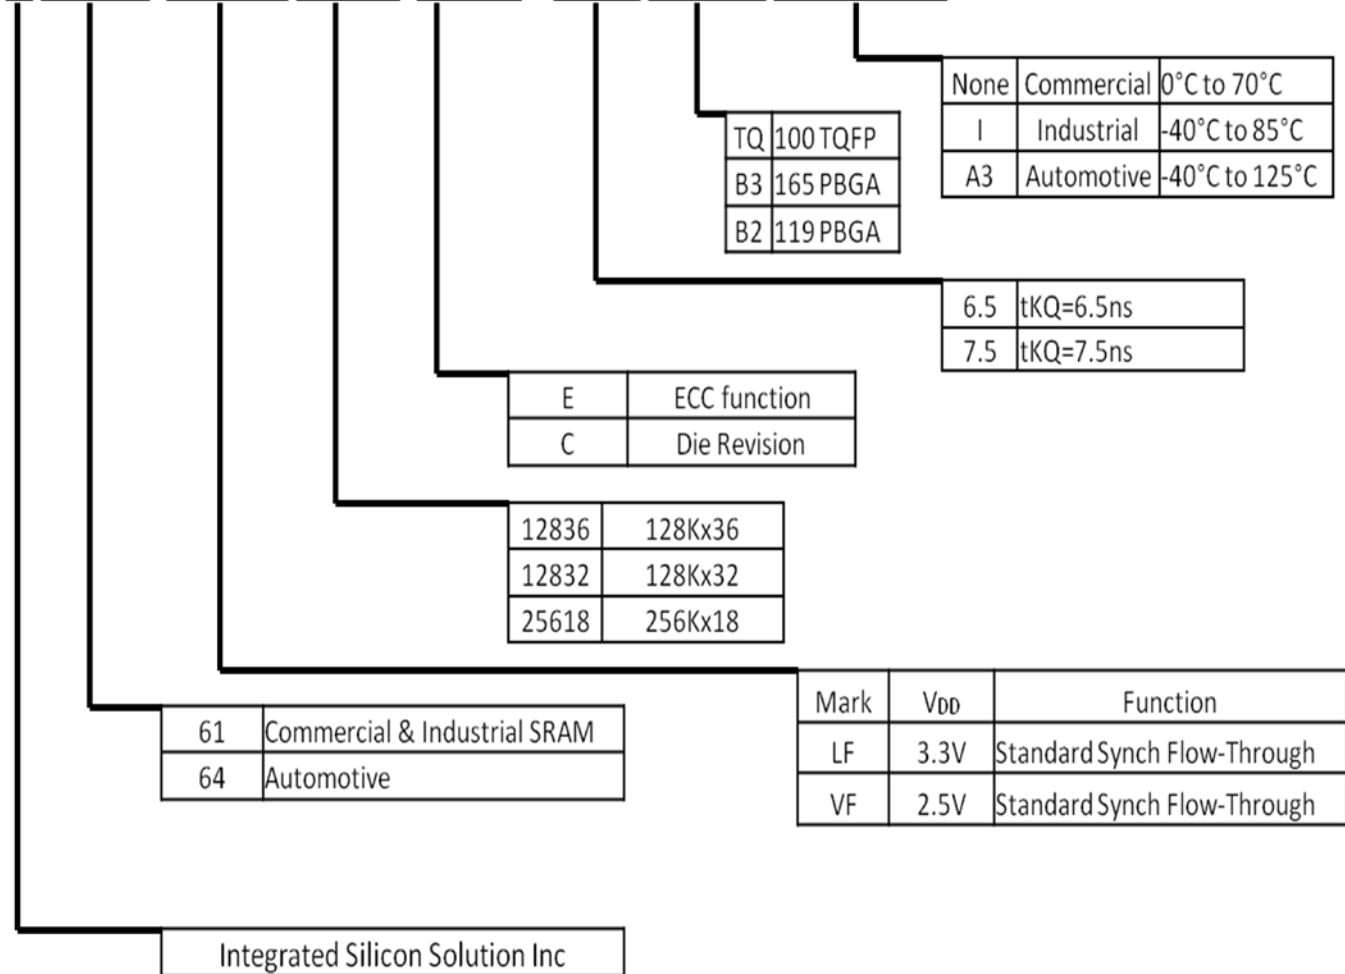 None Commercial 0°C to 70°C
I Industrial -40°C to 85°C
A3 Automotive -40°C to 125°C
TQ 100 TQFP
B3 165 PBGA
B2 119 PBGA
6.5 tKQ=6.5ns
7.5 tKQ=7.5ns
E ECC function
C Die Revision
12836 128Kx36
12832 128Kx32
25618 256Kx18
Mark VDD Function
LF 3.3V Standard Synch Flow-Through
VF 2.5V Standard Synch Flow-Through
61 Commercial & Industrial SRAM
64 Automotive
Integrated Silicon Solution Inc